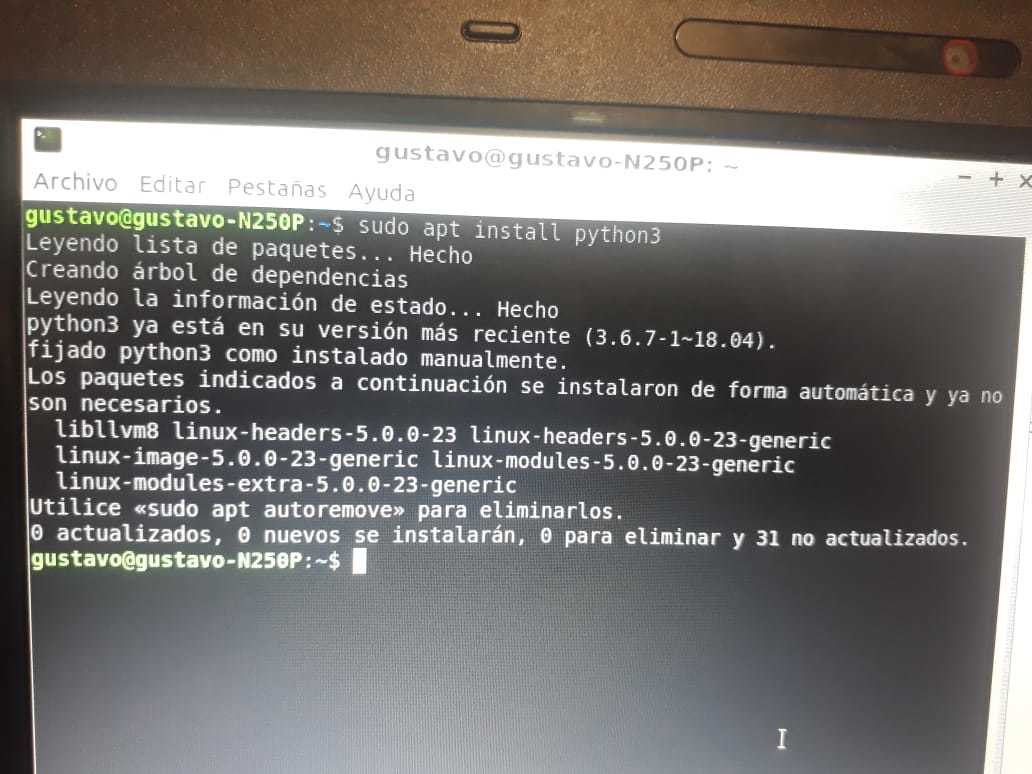 gustavo@gustavo-N250P: ~
Archivo Editar Pestañas Ayuda
gustavo@gustavo-N250P:~$ sudo apt install python3
Leyendo lista de paquetes... Hecho
Creando árbol de dependencias
Leyendo la información de estado... Hecho
python3 ya está en su versión más reciente (3.6.7-1~18.04).
fijado python3 como instalado manualmente.
Los paquetes indicados a continuación se instalaron de forma automática y ya no
son necesarios.
  libllvm8 linux-headers-5.0.0-23 linux-headers-5.0.0-23-generic
  linux-image-5.0.0-23-generic linux-modules-5.0.0-23-generic
  linux-modules-extra-5.0.0-23-generic
Utilice «sudo apt autoremove» para eliminarlos.
0 actualizados, 0 nuevos se instalarán, 0 para eliminar y 31 no actualizados.
gustavo@gustavo-N250P:~$